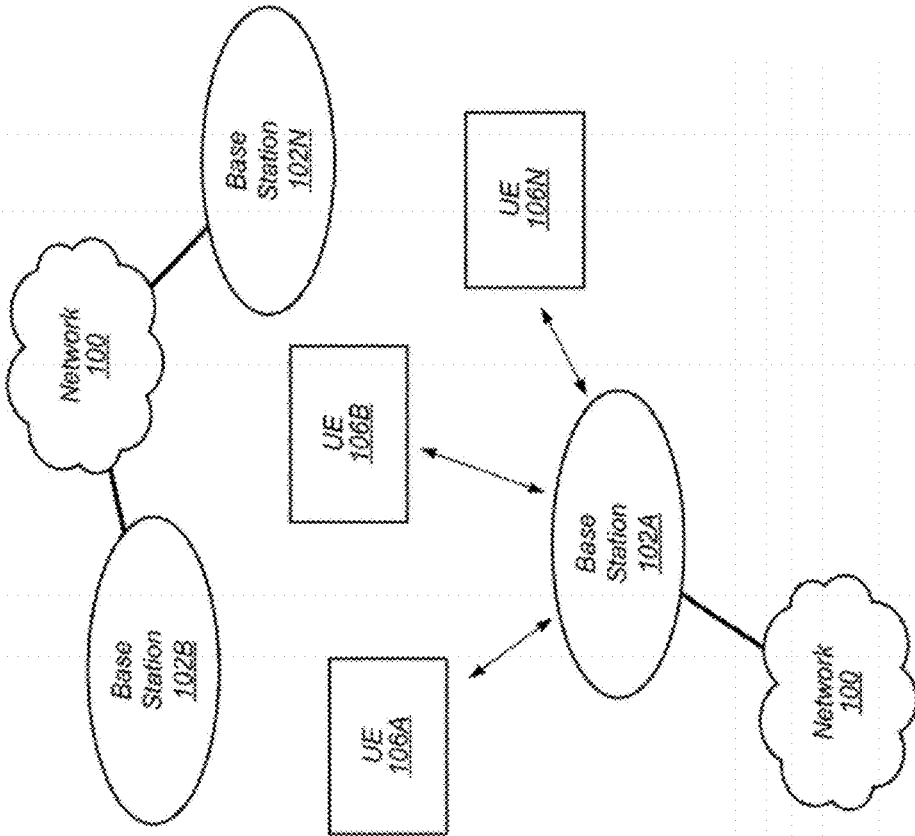 Base
Station
102B
Network
100
Base
Station
102N
UE
106A
UE
106B
UE
106N
Base
Station
102A
Network
100